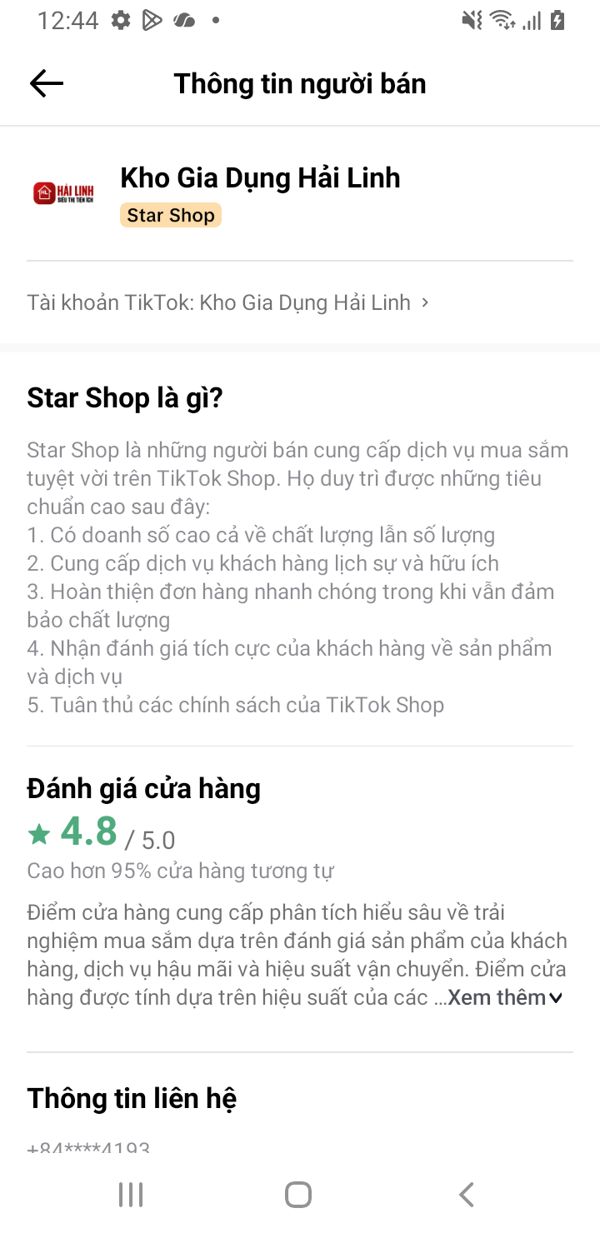 12:44
Thông tin người bán
HẢI LINH
SIÊU THỊ TIỆN ÍCH
Kho Gia Dụng Hải Linh
Star Shop
Tài khoản TikTok: Kho Gia Dụng Hải Linh
Star Shop là gì?
Star Shop là những người bán cung cấp dịch vụ mua sắm
tuyệt vời trên TikTok Shop. Họ duy trì được những tiêu
chuẩn cao sau đây:
1. Có doanh số cao cả về chất lượng lẫn số lượng
2. Cung cấp dịch vụ khách hàng lịch sự và hữu ích
3. Hoàn thiện đơn hàng nhanh chóng trong khi vẫn đảm
bảo chất lượng
4. Nhận đánh giá tích cực của khách hàng về sản phẩm
và dịch vụ
5. Tuân thủ các chính sách của TikTok Shop
Đánh giá cửa hàng
4.8 / 5.0
Cao hơn 95% cửa hàng tương tự
Điểm cửa hàng cung cấp phân tích hiểu sâu về trải
nghiệm mua sắm dựa trên đánh giá sản phẩm của khách
hàng, dịch vụ hậu mãi và hiệu suất vận chuyển. Điểm cửa
hàng được tính dựa trên hiệu suất của các ...Xem thêm
Thông tin liên hệ
+84****4193